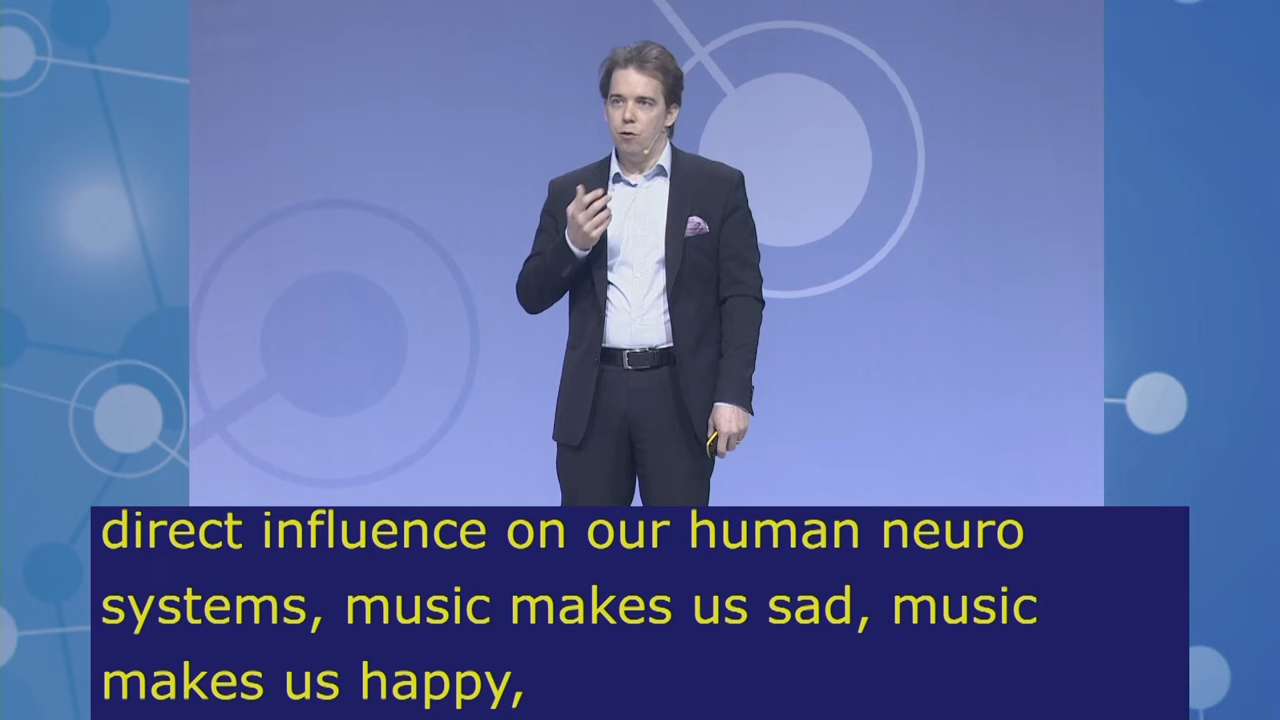 direct influence on our human neuro
systems, music makes us sad, music
makes us happy,